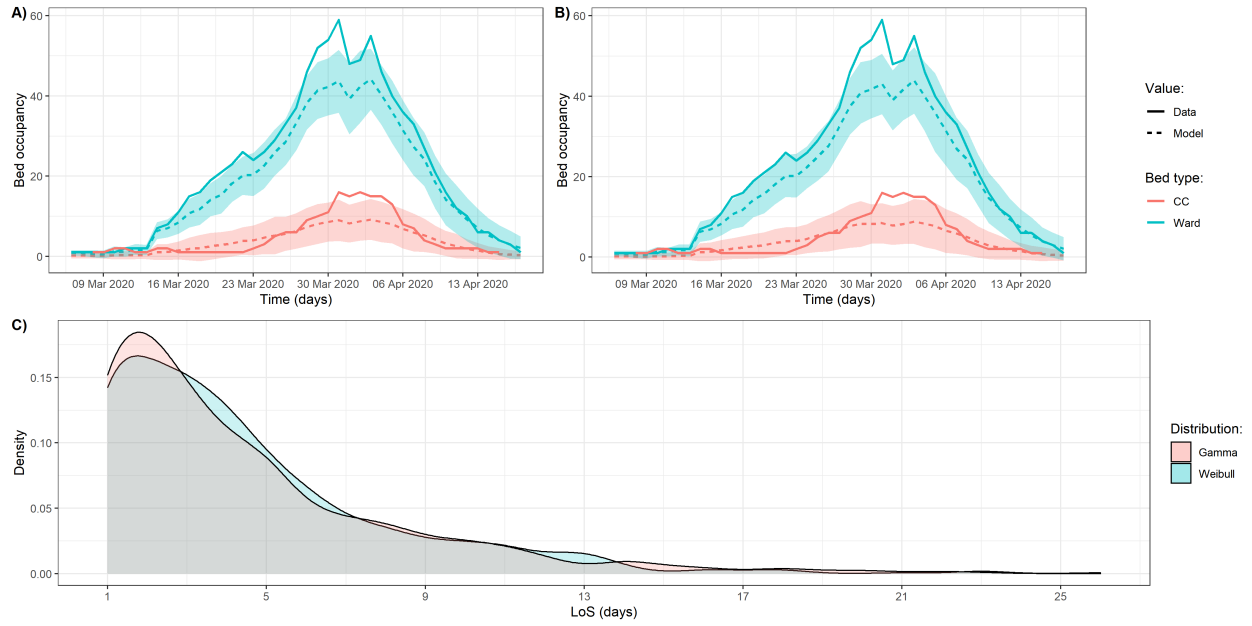 A)
B)
60
40
20
0
Bed occupancy
09 Mar 2020 16 Mar 2020 23 Mar 2020 30 Mar 2020 06 Apr 2020 13 Apr 2020
Time (days)
60
40
20
0
Bed occupancy
09 Mar 2020 16 Mar 2020 23 Mar 2020 30 Mar 2020 06 Apr 2020 13 Apr 2020
Time (days)
Value:
Data
Model
Bed type:
CC
Ward
C)
0.15
0.10
0.05
0.00
Density
1 5 9 13 17 21 25
LoS (days)
Distribution:
Gamma
Weibull